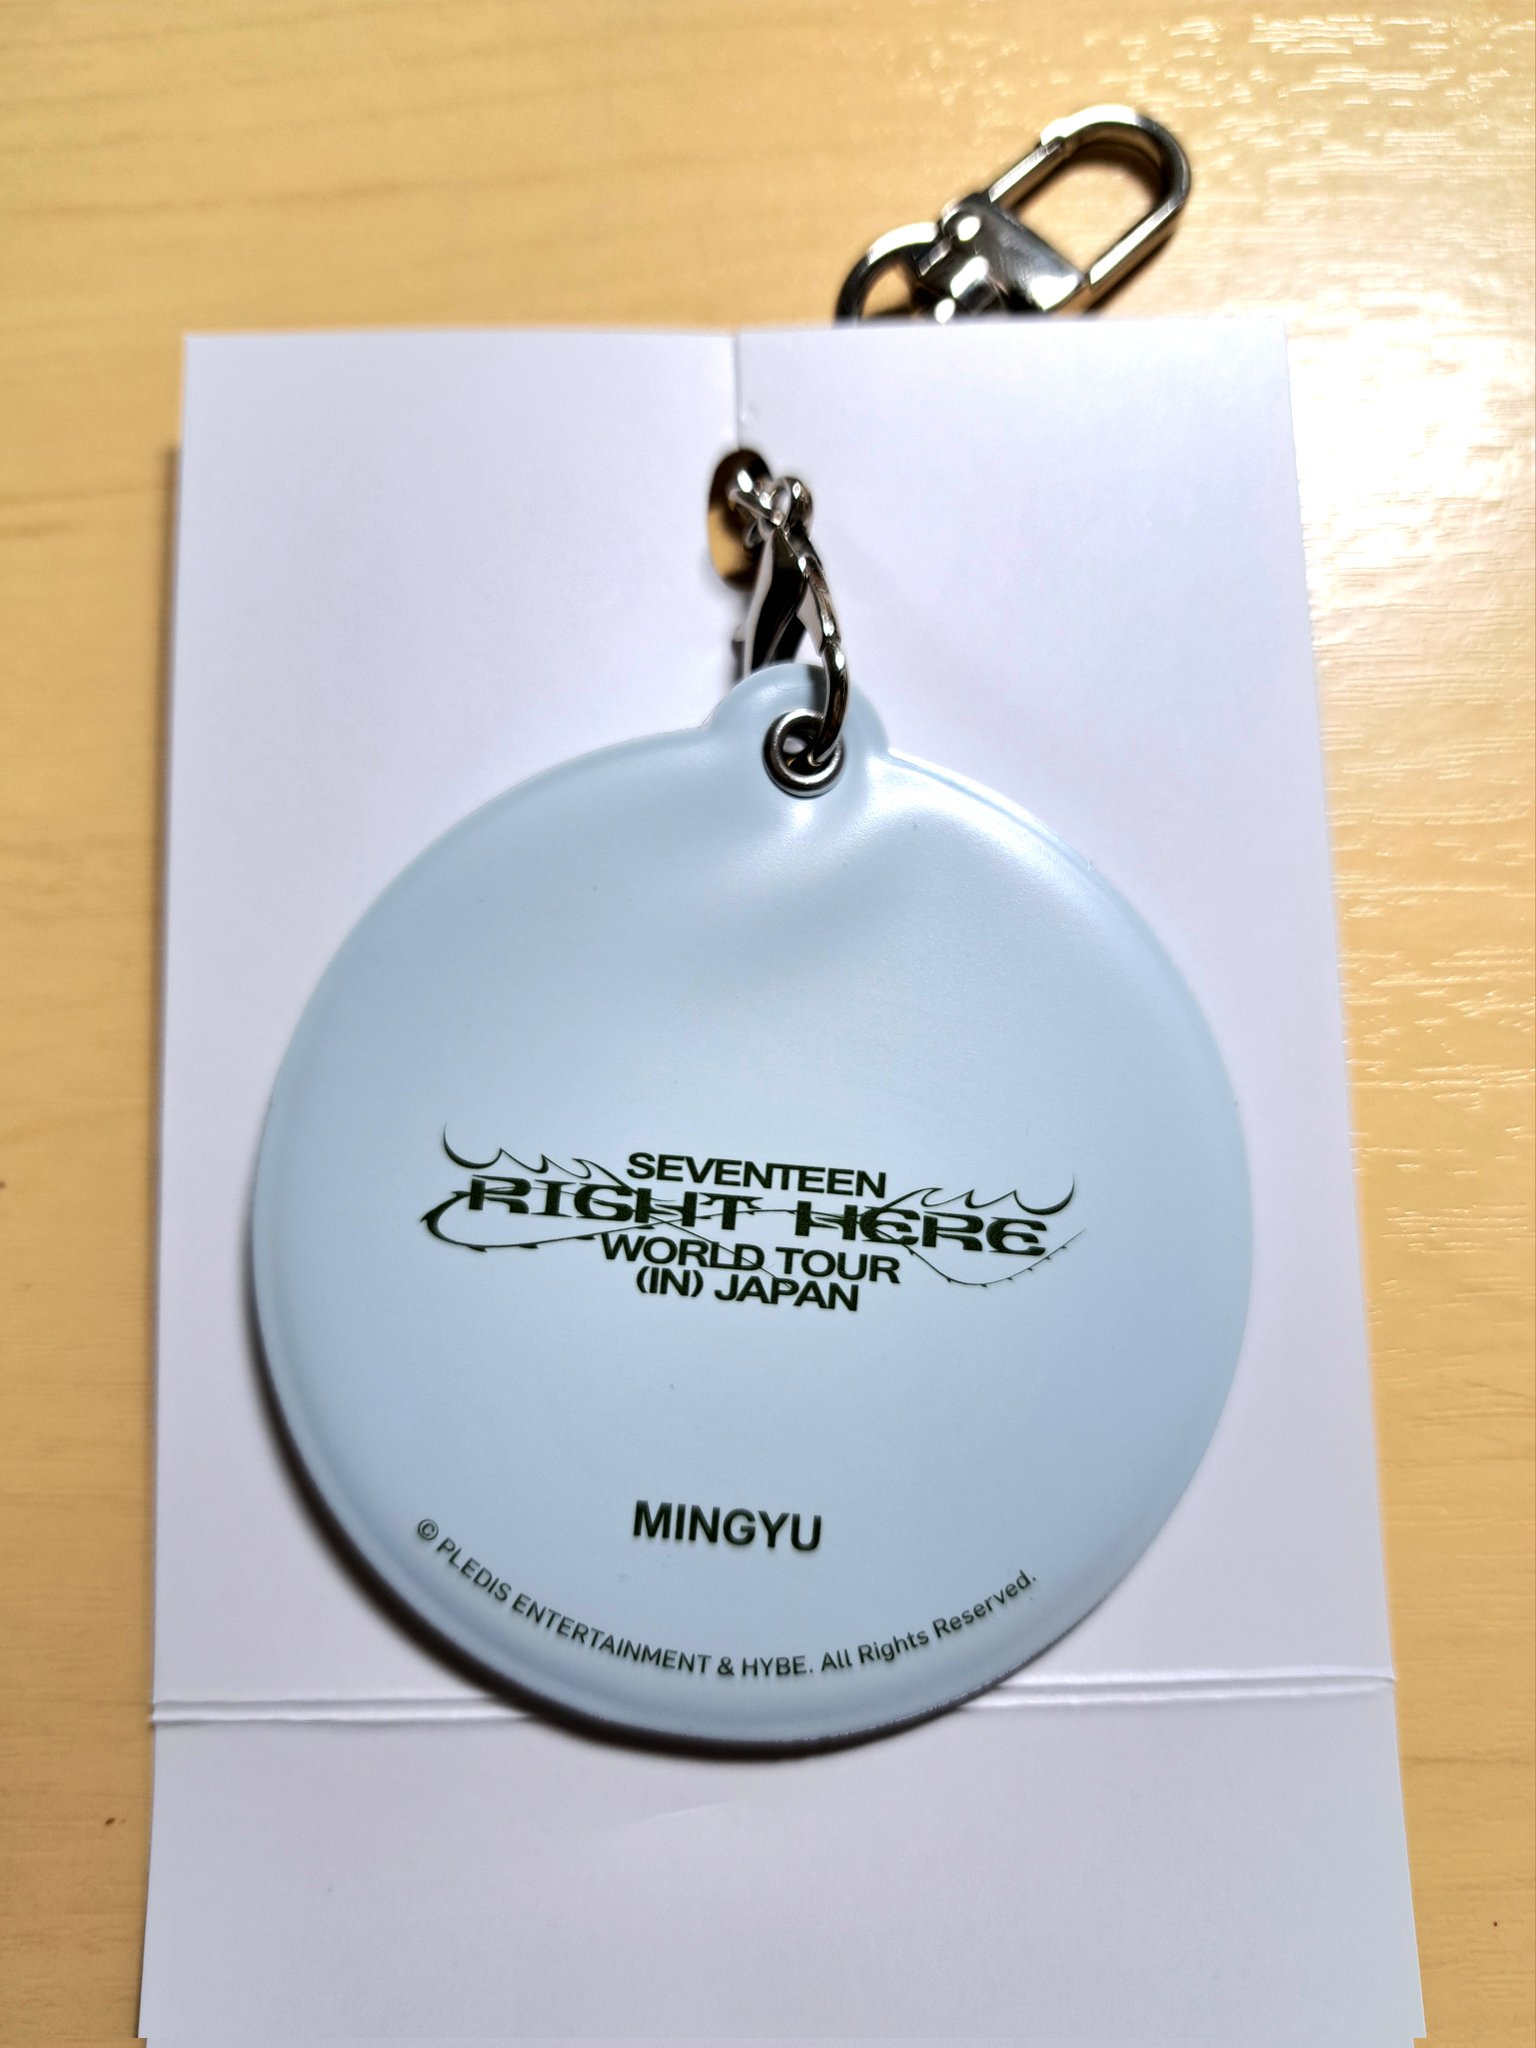 SEVENTEEN
RIGHT HERE
WORLD TOUR
(IN) JAPAN
MINGYU
© PLEDIS ENTERTAINMENT & HYBE. All Rights Reserved.